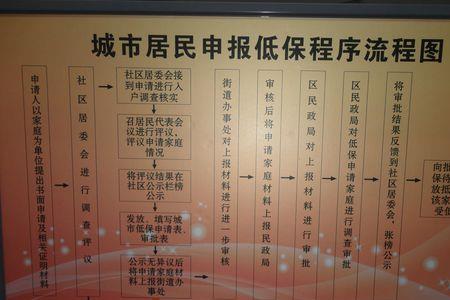 城市居民申报低保程序流程图
申请人以家庭为单位提出书面申请及相关证明材料
社区居委会进行调查评议
社区居委会接
到申请进行入
户调查核实
召居民代表会
议进行评议、
评议申请家庭
情况
将评议结果在
社区公示栏榜
公示
发放、填写城
市低保申请表、
审批表
公示无异议后
将申请家庭材
料上报街道办
事处
街道办事处对上报材料进行进一步审核
审核后将申请家庭材料上报民政局
区民政局对上报材料进行审批
区民政局对低保申请家庭进行调查审批
将审批结果反馈到社区居委会，张榜公示
向批
保待
放抵
该家
受低